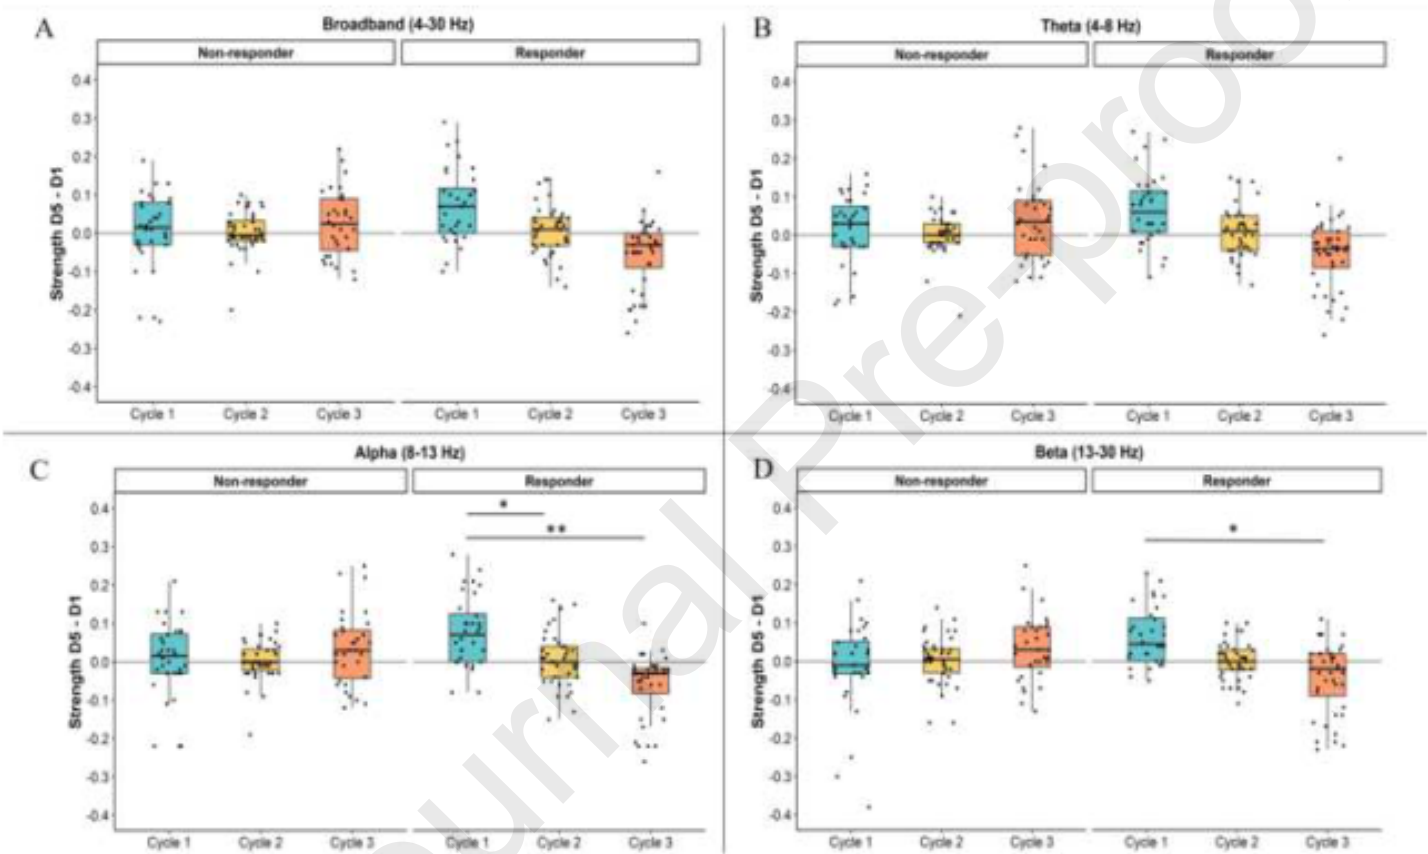 A
Broadband (4-30 Hz)
Non-responder
Responder
Strength D5 - D1
0.4
0.3
0.2
0.1
0.0
-0.1
-0.2
-0.3
-0.4
Cycle 1
Cycle 2
Cycle 3
Cycle 1
Cycle 2
Cycle 3
B
Theta (4-8 Hz)
Non-responder
Responder
Strength D5 - D1
0.4
0.3
0.2
0.1
0.0
-0.1
-0.2
-0.3
-0.4
Cycle 1
Cycle 2
Cycle 3
Cycle 1
Cycle 2
Cycle 3
C
Alpha (8-13 Hz)
Non-responder
Responder
*
**
Strength D5 - D1
0.4
0.3
0.2
0.1
0.0
-0.1
-0.2
-0.3
-0.4
Cycle 1
Cycle 2
Cycle 3
Cycle 1
Cycle 2
Cycle 3
D
Beta (13-30 Hz)
Non-responder
Responder
*
Strength D5 - D1
0.4
0.3
0.2
0.1
0.0
-0.1
-0.2
-0.3
-0.4
Cycle 1
Cycle 2
Cycle 3
Cycle 1
Cycle 2
Cycle 3
urnal Pre-proo